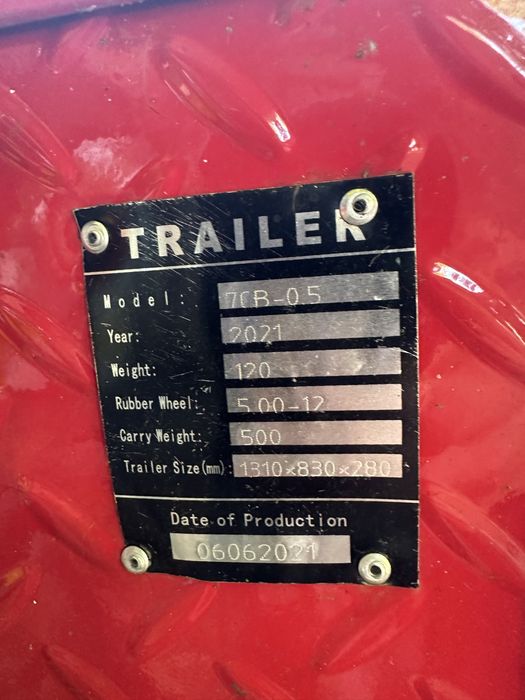 TRAILER
Model: 7CB-0.5
Year: 2021
Weight: 120
Rubber Wheel: 5.00-12
Carry Weight: 500
Trailer Size(mm): 1310×830×280
Date of Production
06062021